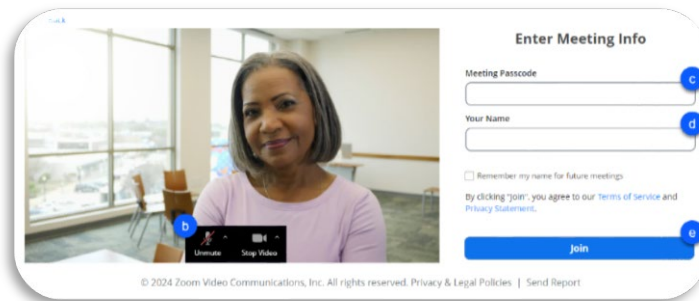 Enter Meeting Info
Meeting Passcode
c
Your Name
d
Remember my name for future meetings
By clicking "Join", you agree to our Terms of Service and
Privacy Statement.
b
Unmute Stop Video
e
Join
© 2024 Zoom Video Communications, Inc. All rights reserved. Privacy & Legal Policies | Send Report